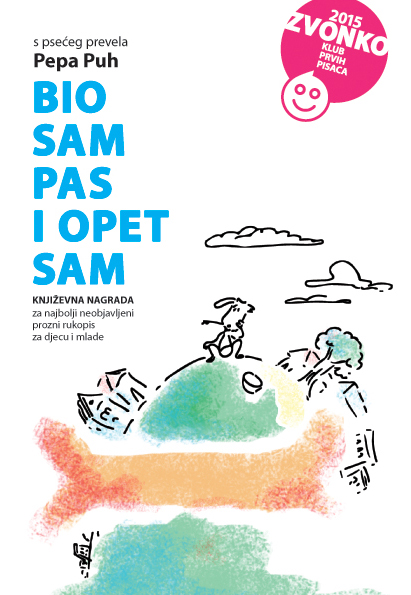 s psećeg prevela
Pepa Puh
BIO
SAM
PAS
I OPET
SAM
KNJIŽEVNA NAGRADA
za najbolji neobjavljeni
prozni rukopis
za djecu i mlade
2015
ZVONKO
KLUB
PRVIH
PISACA